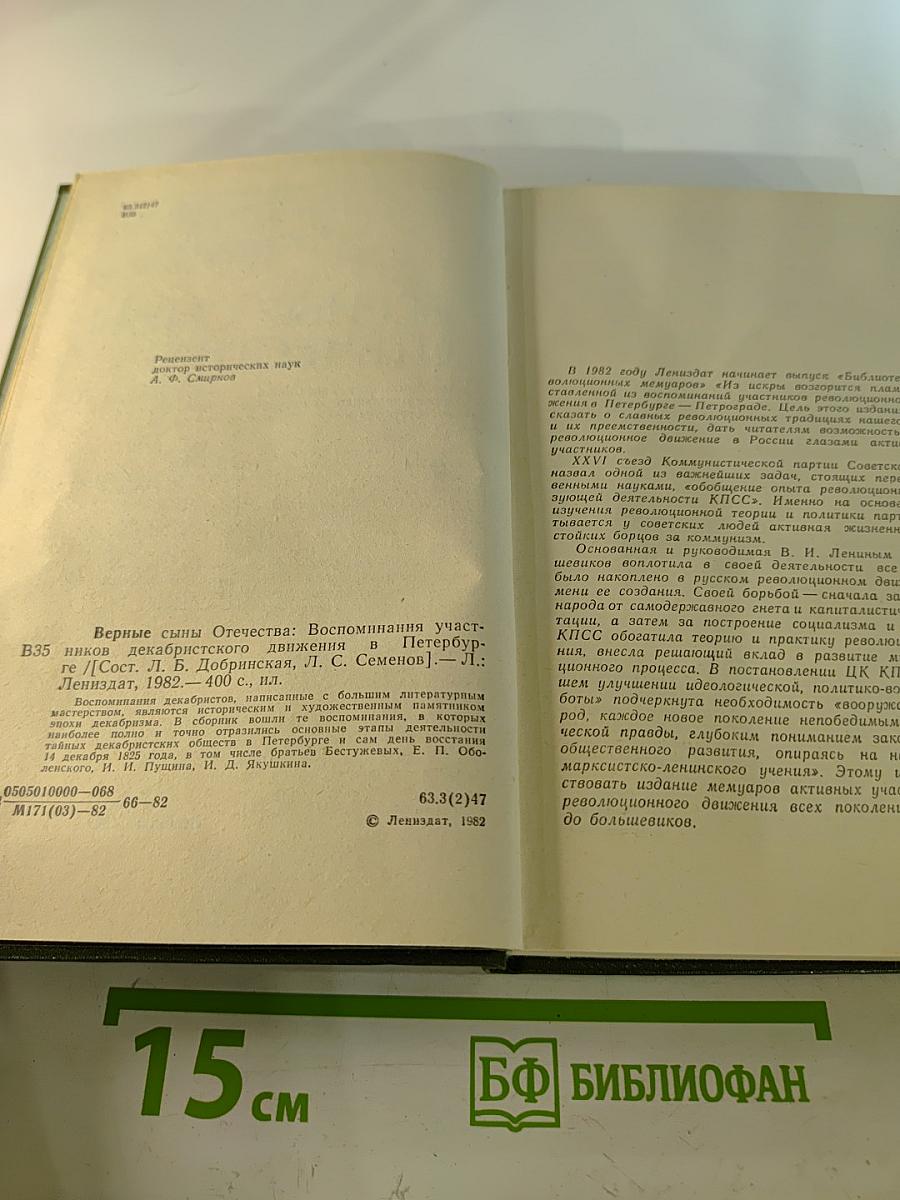 63.3(2)47
В35
Рецензент
доктор исторических наук
А. Ф. Смирнов
Верные сыны Отечества: Воспоминания участ-
В35 ников декабристского движения в Петербур-
ге /[Сост. Л. Б. Добринская, Л. С. Семенов].— Л.:
Лениздат, 1982.— 400 с., ил.
Воспоминания декабристов, написанные с большим литературным
мастерством, являются историческим и художественным памятником
эпохи декабризма. В сборник вошли те воспоминания, в которых
наиболее полно и точно отразились основные этапы деятельности
тайных декабристских обществ в Петербурге и сам день восстания
14 декабря 1825 года, в том числе братьев Бестужевых, Е. П. Обо-
ленского, И. И. Пущина, И. Д. Якушкина.
0505010000—068
М171(03)—82
66—82
63.3(2)47
© Лениздат, 1982
В 1982 году Лениздат начинает выпуск «Библиоте
волюционных мемуаров» «Из искры возгорится плам
ставленной из воспоминаний участников революционно
жения в Петербурге — Петрограде. Цель этого издани
сказать о славных революционных традициях нашего
и их преемственности, дать читателям возможность
революционное движение в России глазами акти
участников.
XXVI съезд Коммунистической партии Советско
назвал одной из важнейших задач, стоящих пере
венными науками, «обобщение опыта революцион
зующей деятельности КПСС». Именно на основе
изучения революционной теории и политики парт
тывается у советских людей активная жизненн
стойких борцов за коммунизм.
Основанная и руководимая В. И. Лениным
шевиков воплотила в своей деятельности все
было накоплено в русском революционном дви
мени ее создания. Своей борьбой — сначала за
народа от самодержавного гнета и капиталистич
тации, а затем за построение социализма и
КПСС обогатила теорию и практику револю
ния, внесла решающий вклад в развитие м
ционного процесса. В постановлении ЦК КП
шем улучшении идеологической, политико-во
боты» подчеркнута необходимость «вооруж
род, каждое новое поколение непобедимым
ческой правды, глубоким пониманием зако
общественного развития, опираясь на н
марксистско-ленинского учения». Этому и
ствовать издание мемуаров активных учас
революционного движения всех поколени
до большевиков.
15 см
БФ БИБЛИОФАН